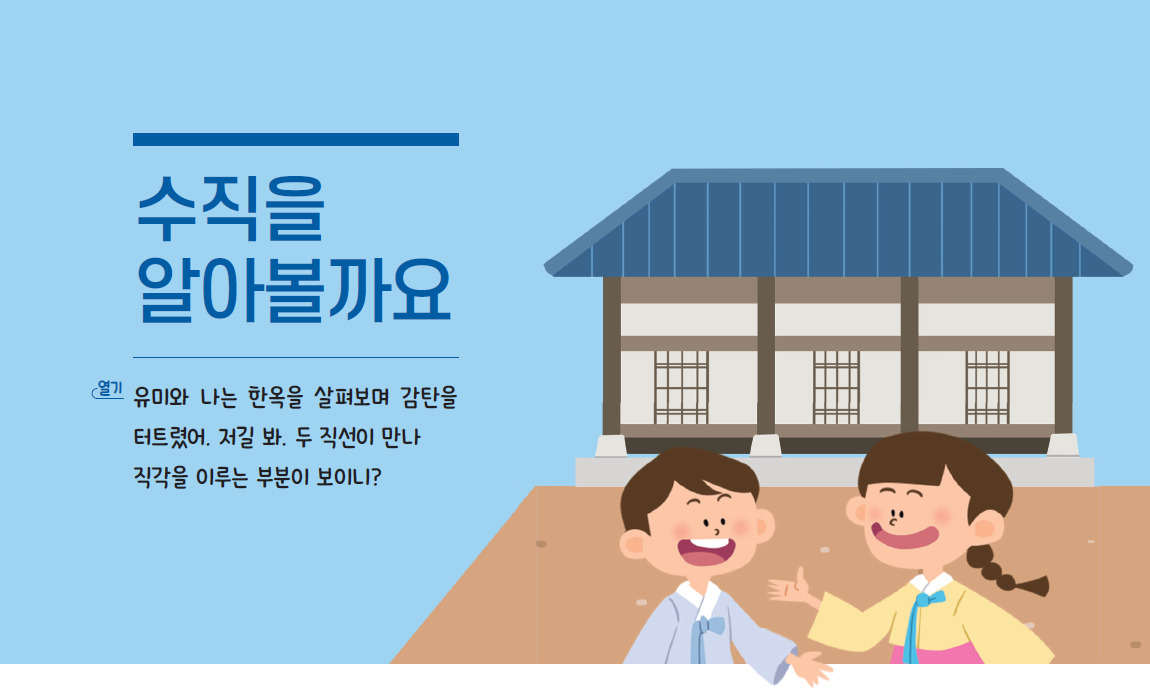 수직을
알아볼까요
열기
유미와 나는 한옥을 살펴보며 감탄을
터트렸어. 저길 봐. 두 직선이 만나
직각을 이루는 부분이 보이니?